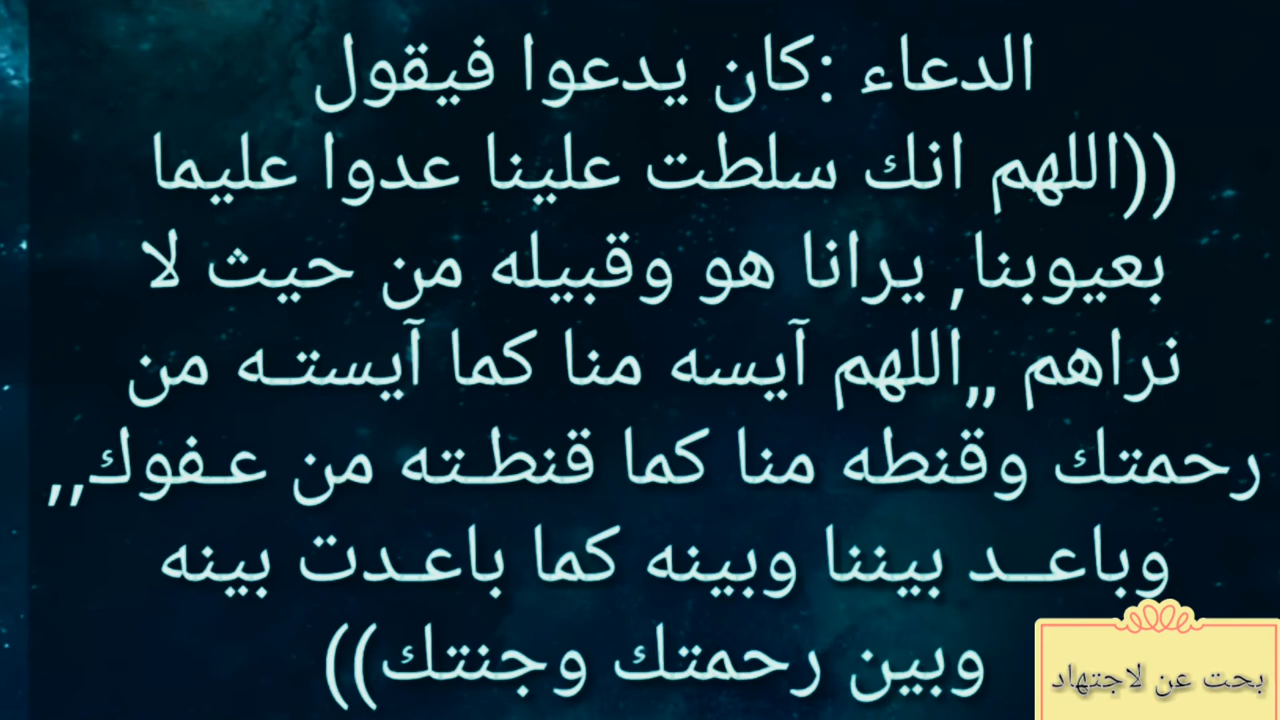 الدعاء :كان يدعوا فيقول
((اللهم انك سلطت علينا عدوا عليما
بعيوبنا, يرانا هو وقبيله من حيث لا
نراهم ,,اللهم آيسه منا كما آيستـه من
رحمتك وقنطه منا كما قنطـته من عـفوك,,
وباعــد بيننا وبينه كما باعـدت بينه
وبين رحمتك وجنتك))
بحت عن لاجتهاد